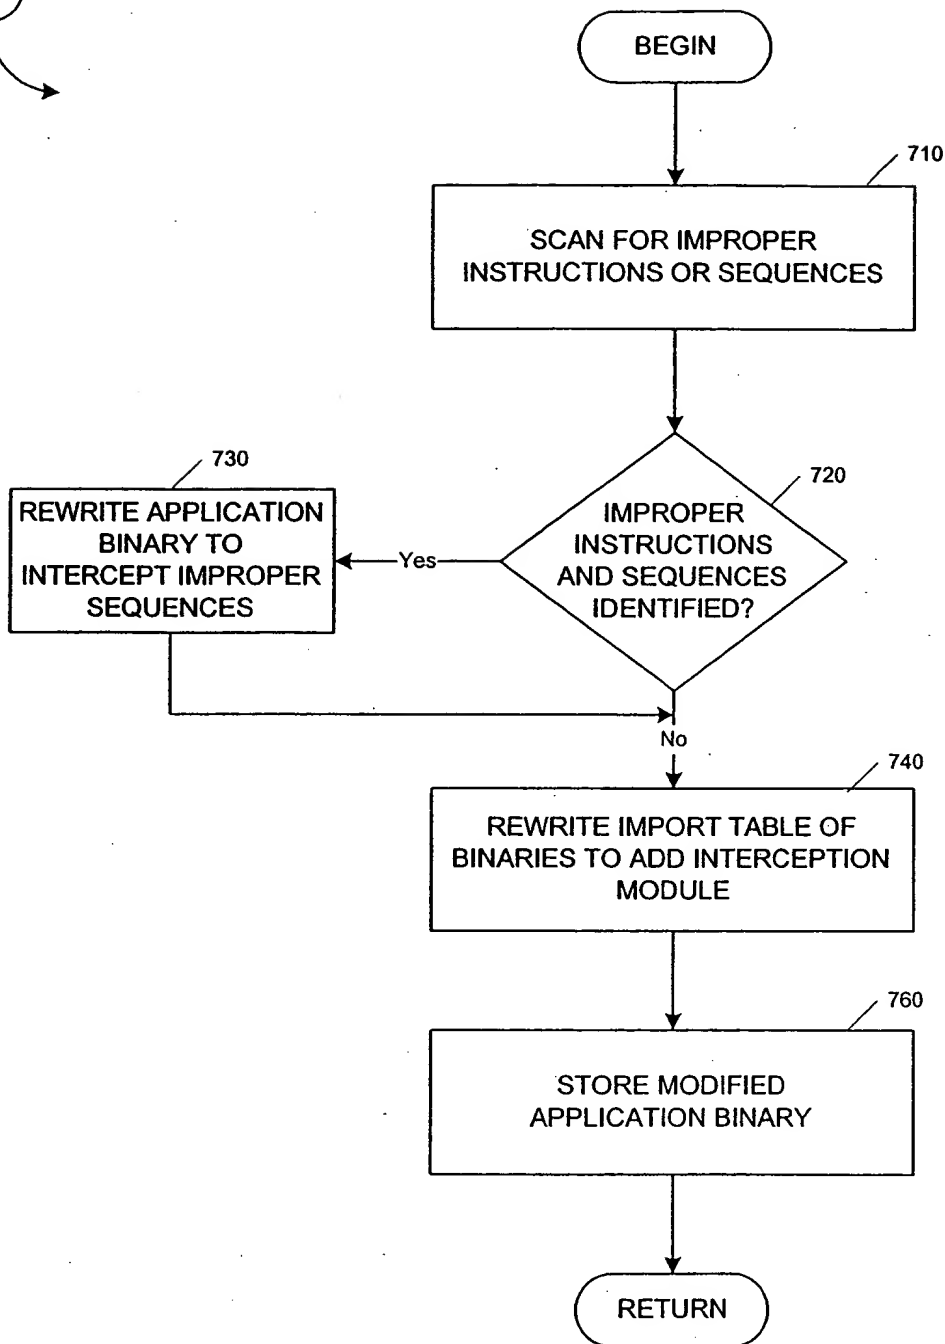 BEGIN
710
SCAN FOR IMPROPER
INSTRUCTIONS OR SEQUENCES
720
IMPROPER
INSTRUCTIONS
AND SEQUENCES
IDENTIFIED?
Yes
730
REWRITE APPLICATION
BINARY TO
INTERCEPT IMPROPER
SEQUENCES
No
740
REWRITE IMPORT TABLE OF
BINARIES TO ADD INTERCEPTION
MODULE
760
STORE MODIFIED
APPLICATION BINARY
RETURN